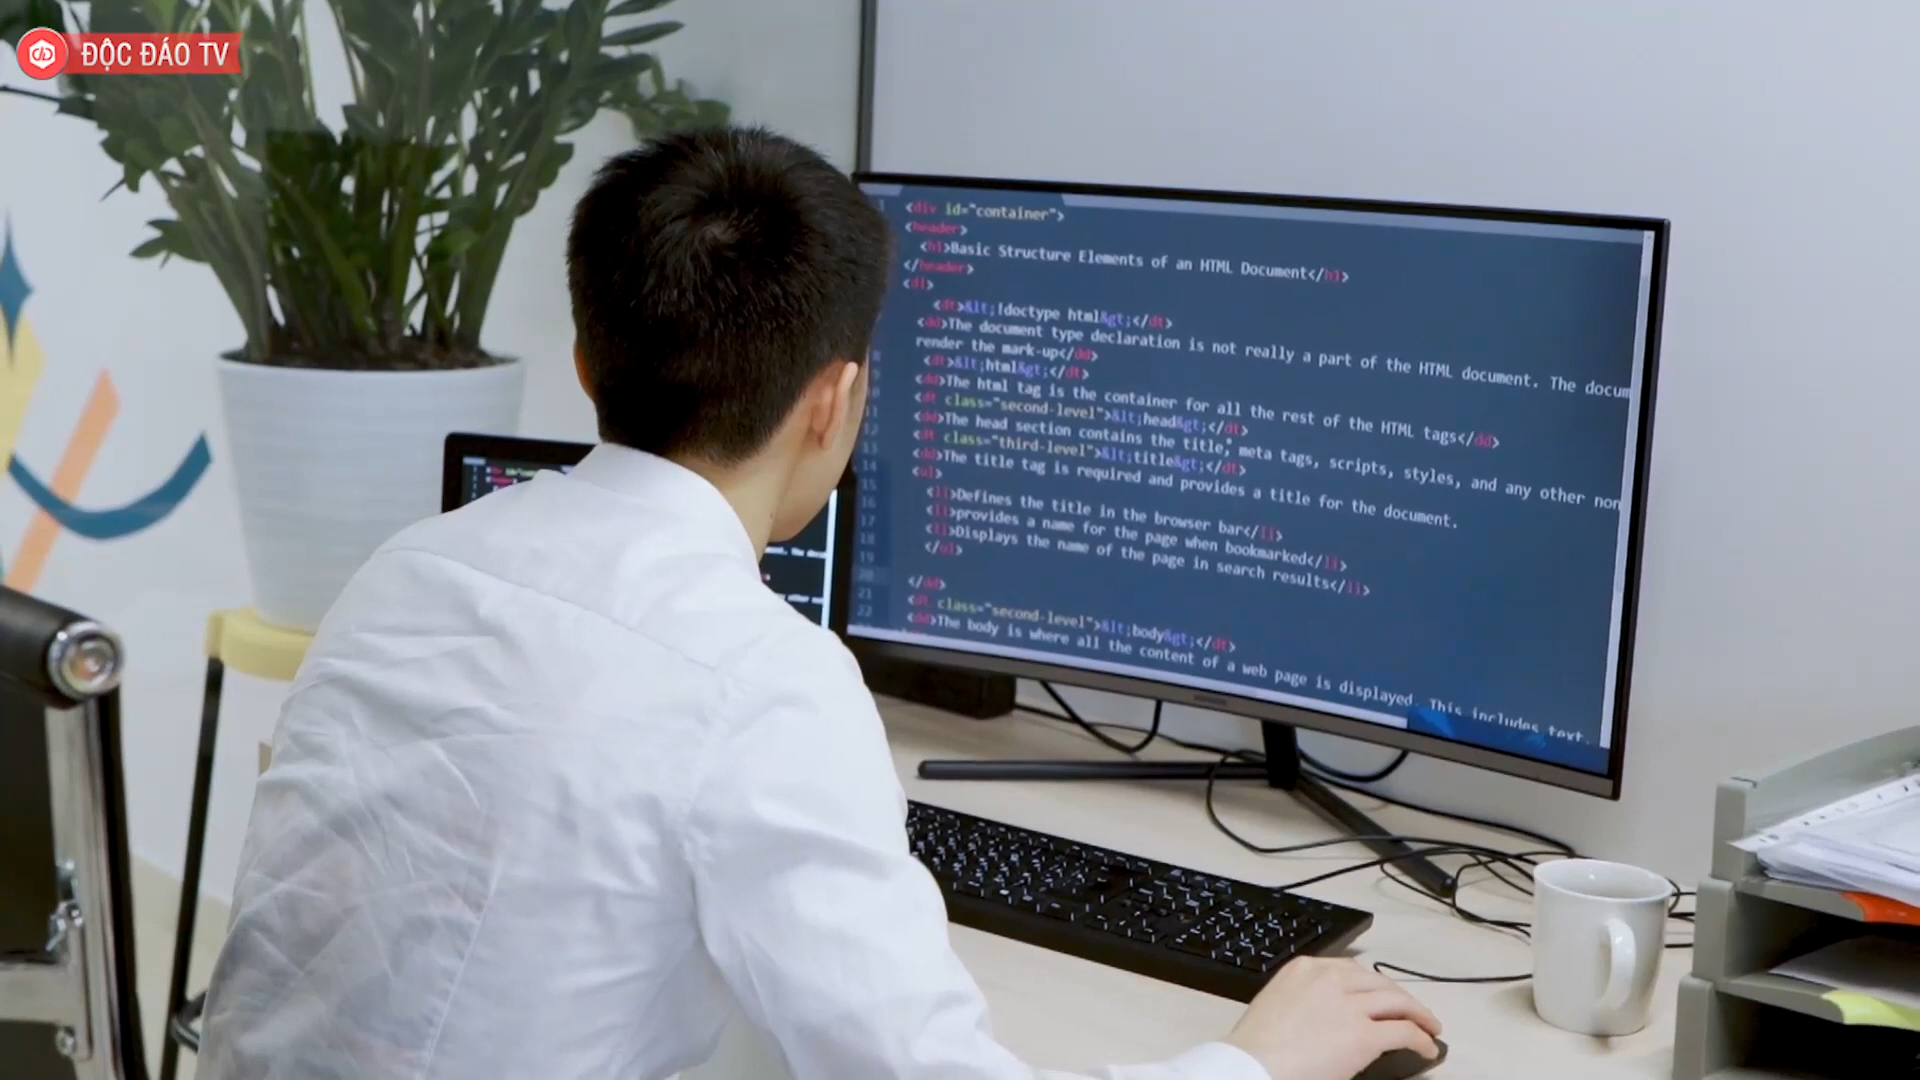 ĐỘC ĐÁO TV
<div id="container">
<header>
<h1>Basic Structure Elements of an HTML Document</h1>
</header>
<dl>
<dt>&lt;!doctype html&gt;</dt>
<dd>The document type declaration is not really a part of the HTML document. The docum
render the mark-up</dd>
<dt>&lt;html&gt;</dt>
<dd>The html tag is the container for all the rest of the HTML tags</dd>
<dt class="second-level">&lt;head&gt;</dt>
<dd>The head section contains the title, meta tags, scripts, styles, and any other non
<dt class="third-level">&lt;title&gt;</dt>
<dd>The title tag is required and provides a title for the document.
<ul>
<li>Defines the title in the browser bar</li>
<li>provides a name for the page when bookmarked</li>
<li>Displays the name of the page in search results</li>
</ul>
</dd>
<dt class="second-level">&lt;body&gt;</dt>
<dd>The body is where all the content of a web page is displayed. This includes text,